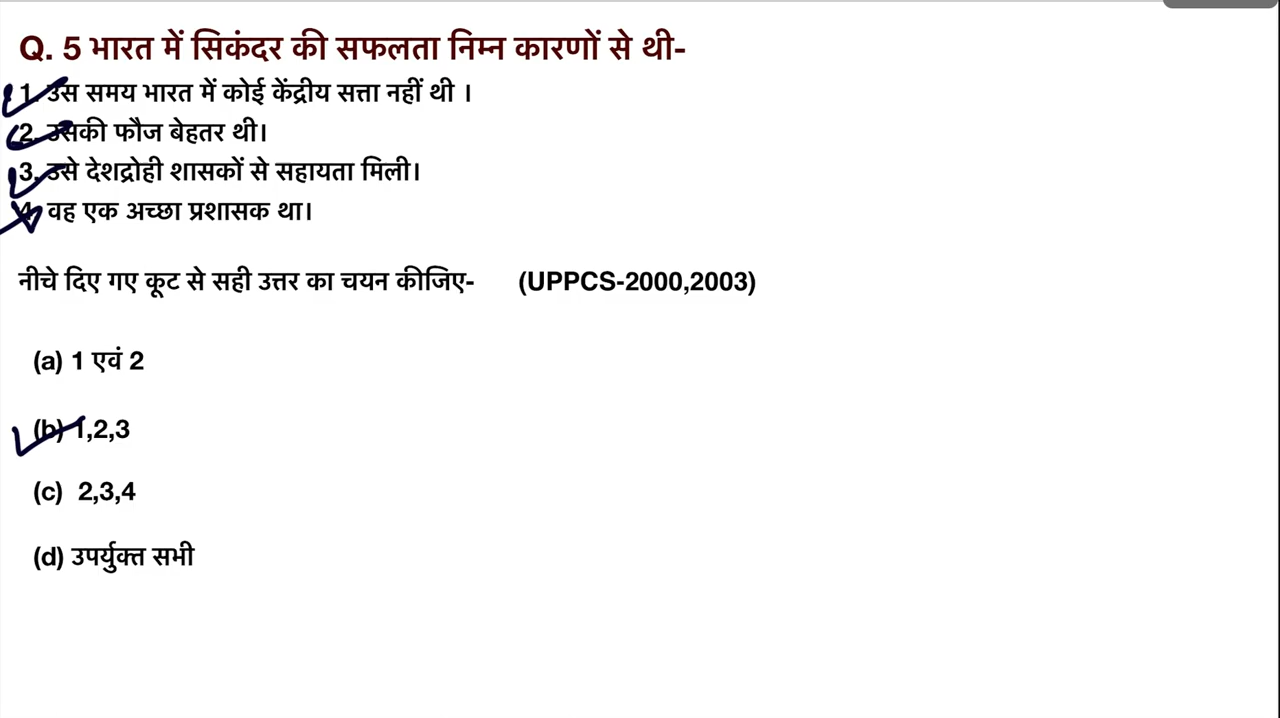 Q. 5 भारत में सिकंदर की सफलता निम्न कारणों से थी-
1. उस समय भारत में कोई केंद्रीय सत्ता नहीं थी ।
2. उसकी फौज बेहतर थी।
3. उसे देशद्रोही शासकों से सहायता मिली।
4. वह एक अच्छा प्रशासक था।
नीचे दिए गए कूट से सही उत्तर का चयन कीजिए- (UPPCS-2000,2003)
(a) 1 एवं 2
(b) 1,2,3
(c) 2,3,4
(d) उपर्युक्त सभी